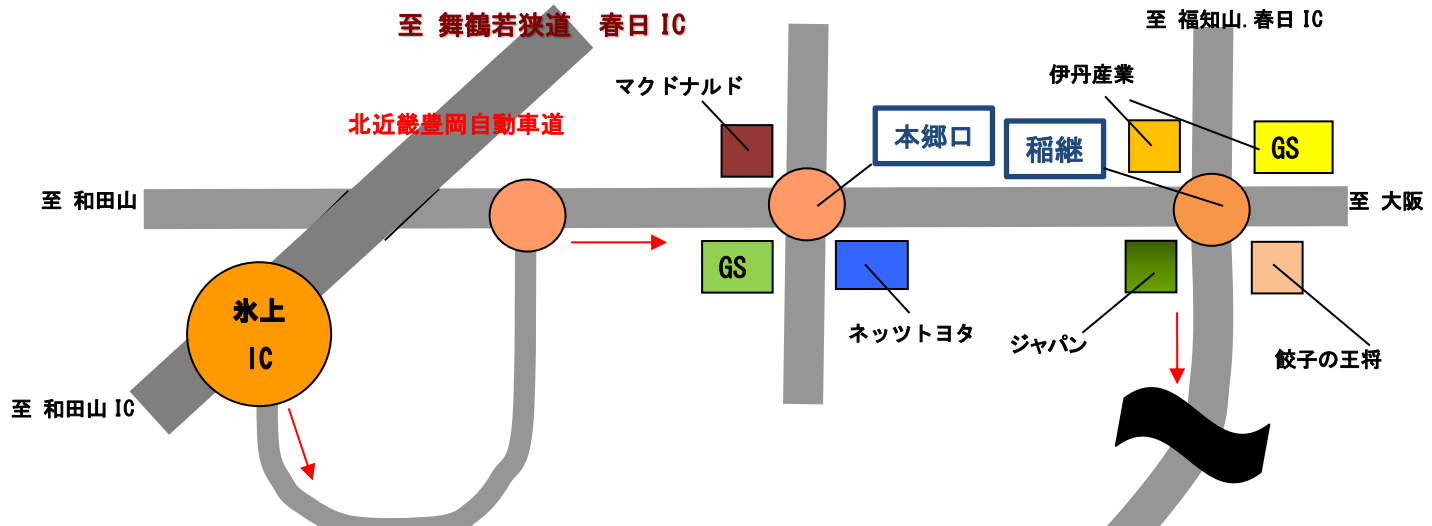 至 舞鶴若狭道　春日 IC
至 福知山.春日 IC
マクドナルド
伊丹産業
北近畿豊岡自動車道
本郷口
稲継
GS
至 和田山
至 大阪
GS
氷上
IC
ネッツトヨタ
ジャパン
餃子の王将
至 和田山 IC